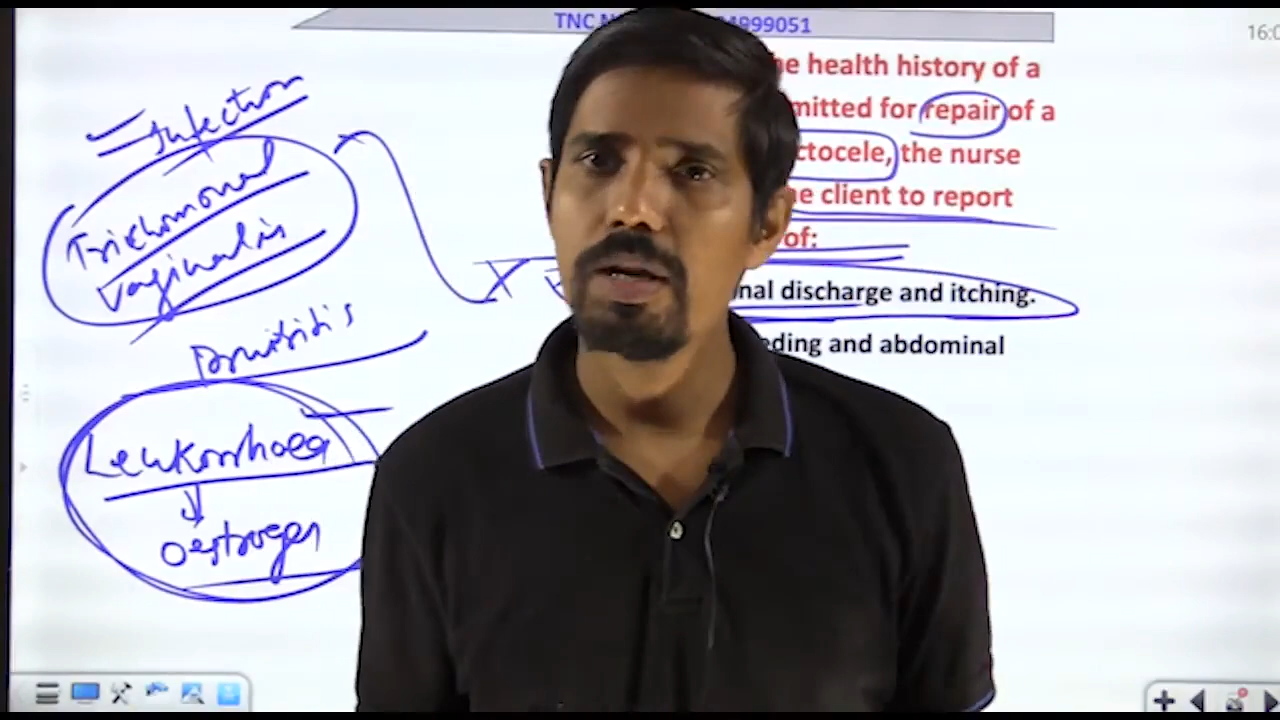 TNC N 999051
16:0
he health history of a
mitted for repair of a
ctocele, the nurse
e client to report
of:
nal discharge and itching.
eding and abdominal
Infection
Trichomonal
Vaginalis
Leukorrhoea
Oestrogen